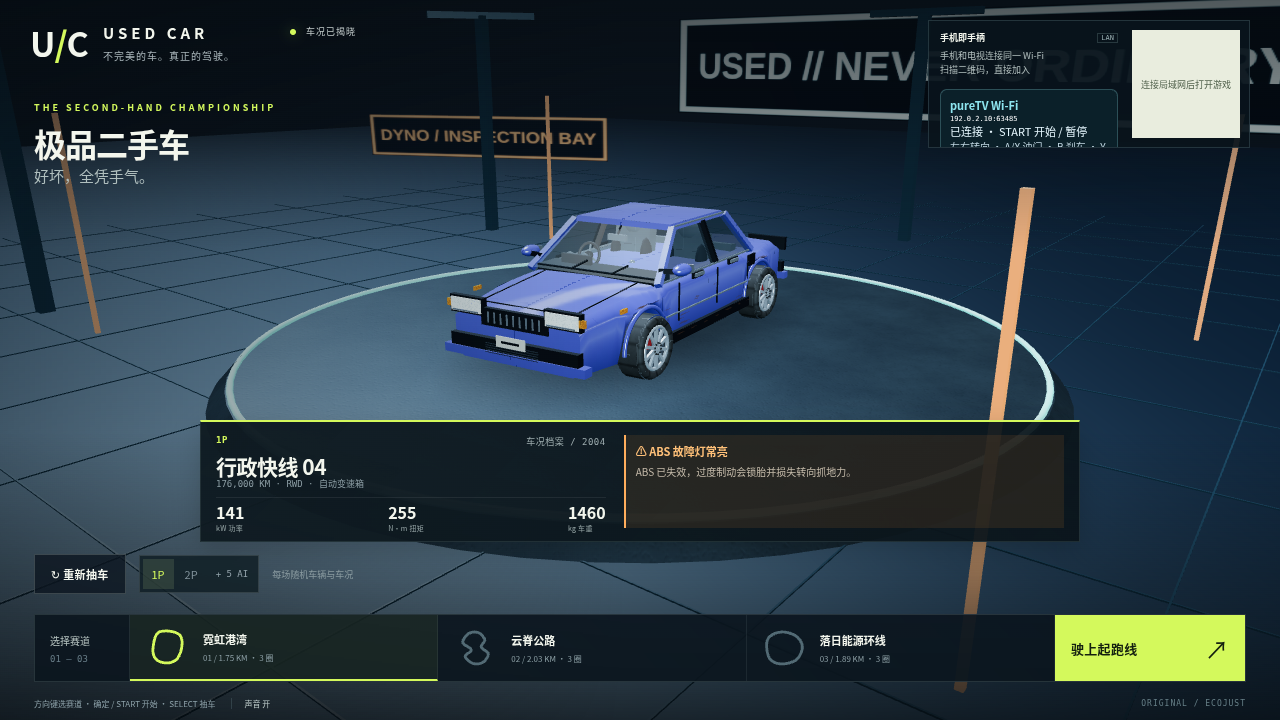 U/C
USED CAR
不完美的车。真正的驾驶。
车况已揭晓
THE SECOND-HAND CHAMPIONSHIP
极品二手车
好坏，全凭手气。
DYNO / INSPECTION BAY
USED // NEVER ORDINARY
手机即手柄
LAN
手机和电视连接同一 Wi-Fi
扫描二维码，直接加入
pureTV Wi-Fi
192.0.2.10:63485
已连接 · START 开始 / 暂停
左右转向 · A/X 油门 · B 刹车 · Y
连接局域网后打开游戏
1P
车况档案 / 2004
行政快线 04
176,000 KM · RWD · 自动变速箱
141
kW 功率
255
N·m 扭矩
1460
kg 车重
⚠ ABS 故障灯常亮
ABS 已失效，过度制动会锁胎并损失转向抓地力。
↻ 重新抽车
1P
2P
+ 5 AI
每场随机车辆与车况
选择赛道
01 — 03
霓虹港湾
01 / 1.75 KM · 3 圈
云脊公路
02 / 2.03 KM · 3 圈
落日能源环线
03 / 1.89 KM · 3 圈
驶上起跑线
方向键选赛道 · 确定 / START 开始 · SELECT 抽车
声音 开
ORIGINAL / ECOJUST